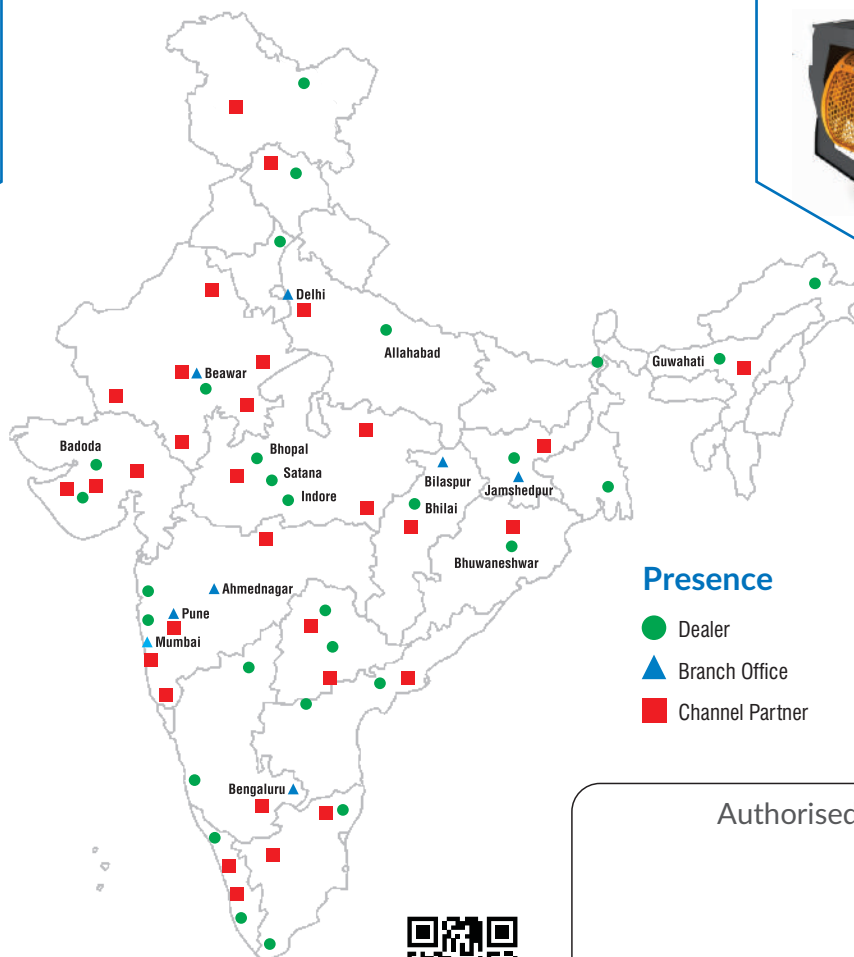 Delhi
Allahabad
Beawar
Guwahati
Badoda
Bhopal
Satana
Indore
Bilaspur
Jamshedpur
Bhilai
Bhuwaneshwar
Ahmednagar
Pune
Mumbai
Bengaluru
Presence
Dealer
Branch Office
Channel Partner
Authorised